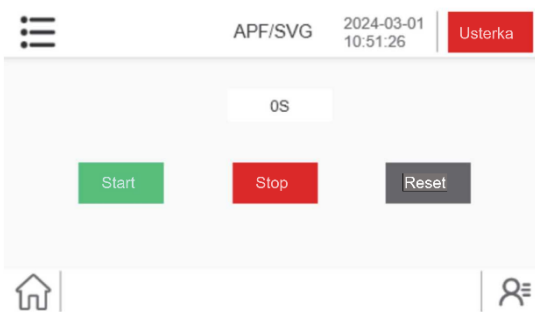 APF/SVG
2024-03-01
10:51:26
Usterka
0S
Start
Stop
Reset